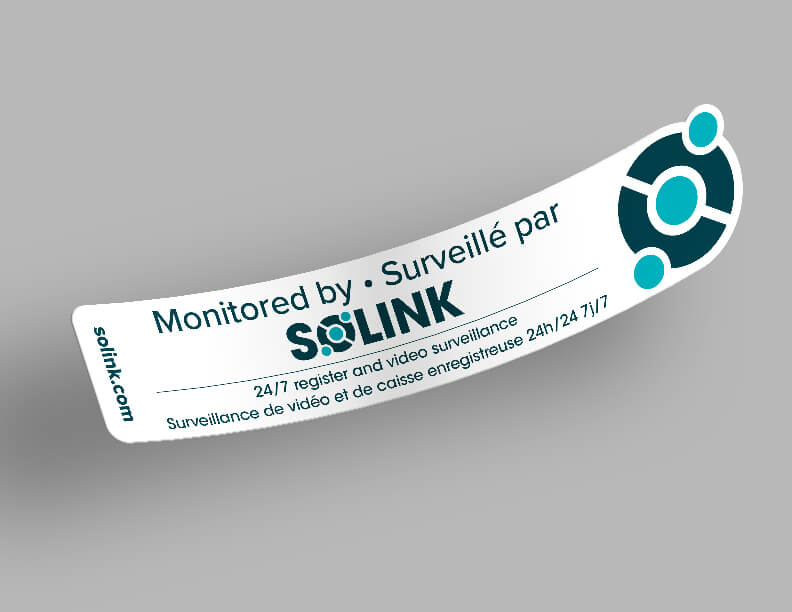 solink.com
Monitored by • Surveillé par
SOLINK
24/7 register and video surveillance
Surveillance de vidéo et de caisse enregistreuse 24h/24 7j/7